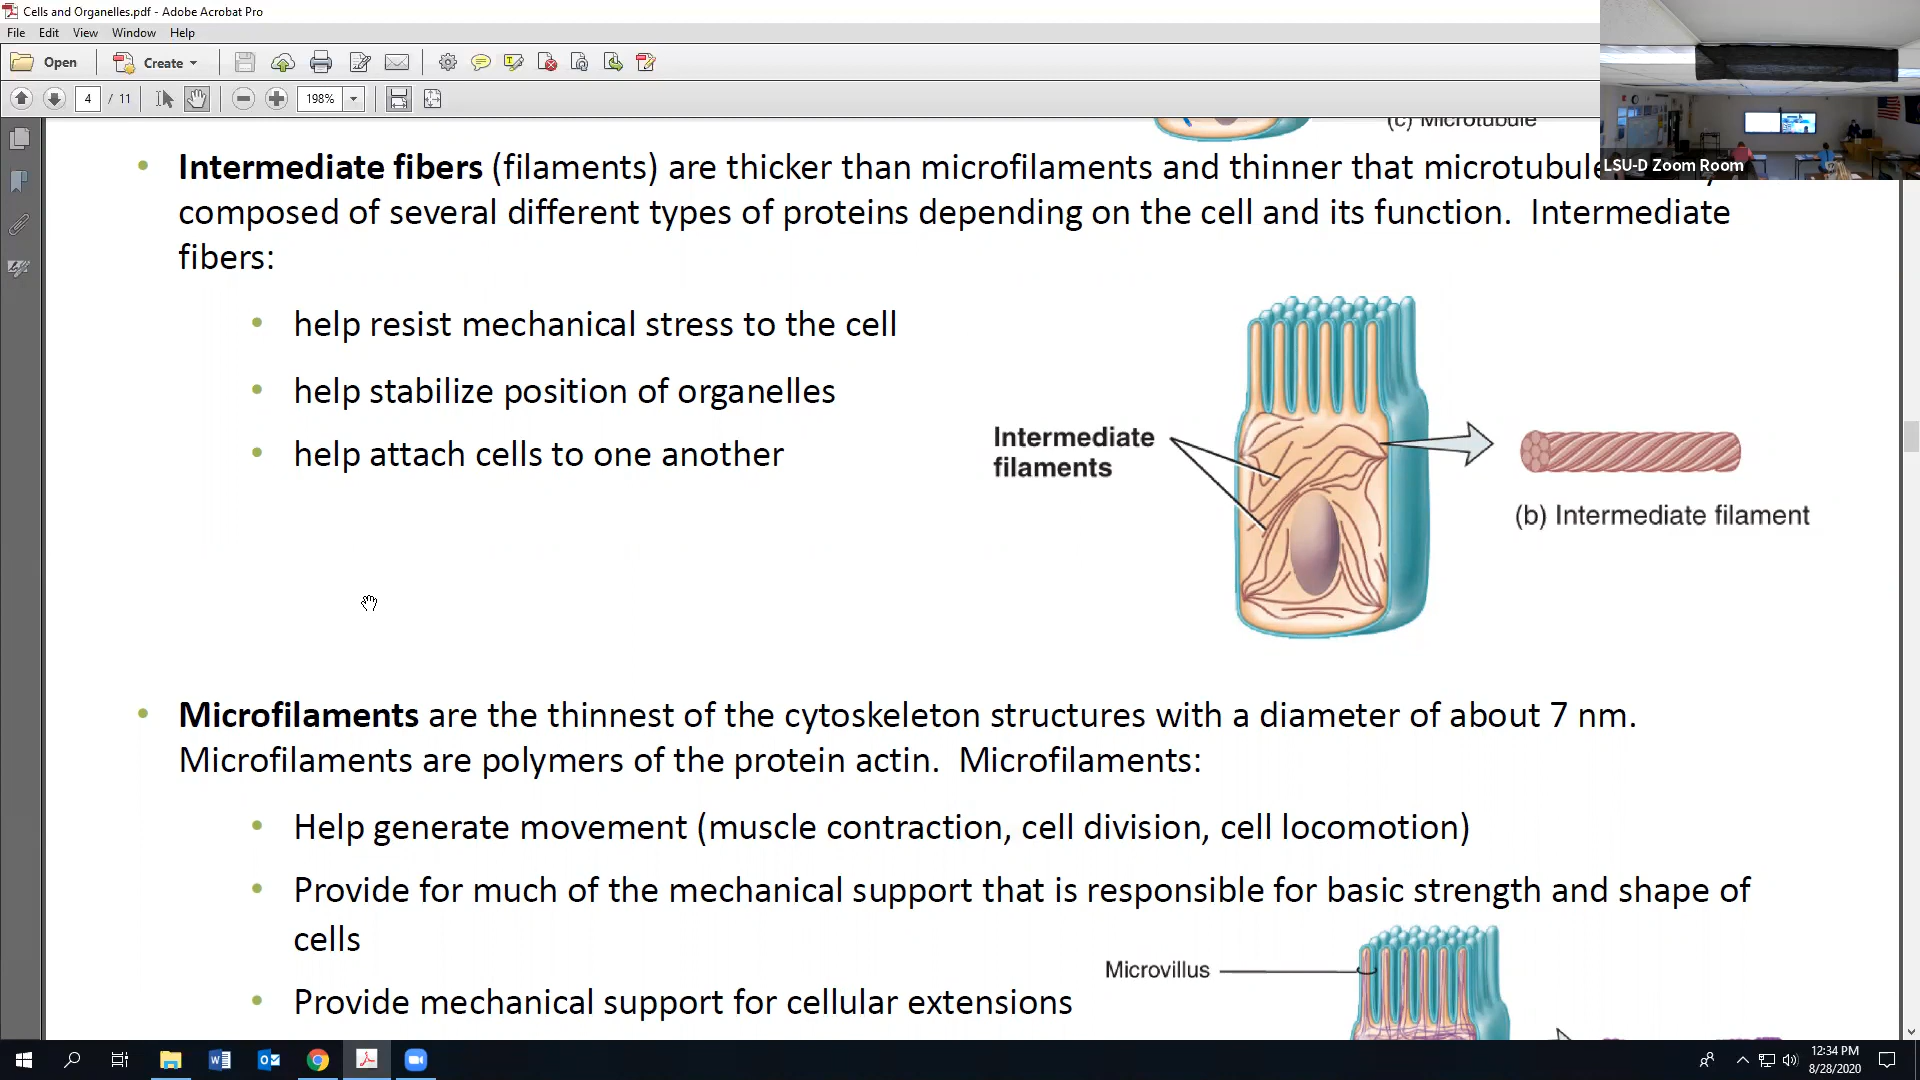 Cells and Organelles.pdf - Adobe Acrobat Pro
File Edit View Window Help
Open Create
4 / 11 198%
LSU-D Zoom Room
(c) Microtubule
• Intermediate fibers (filaments) are thicker than microfilaments and thinner that microtubule
composed of several different types of proteins depending on the cell and its function. Intermediate
fibers:
• help resist mechanical stress to the cell
• help stabilize position of organelles
• help attach cells to one another
Intermediate
filaments
(b) Intermediate filament
• Microfilaments are the thinnest of the cytoskeleton structures with a diameter of about 7 nm.
Microfilaments are polymers of the protein actin. Microfilaments:
• Help generate movement (muscle contraction, cell division, cell locomotion)
• Provide for much of the mechanical support that is responsible for basic strength and shape of
cells
Microvillus
• Provide mechanical support for cellular extensions
12:34 PM
8/28/2020